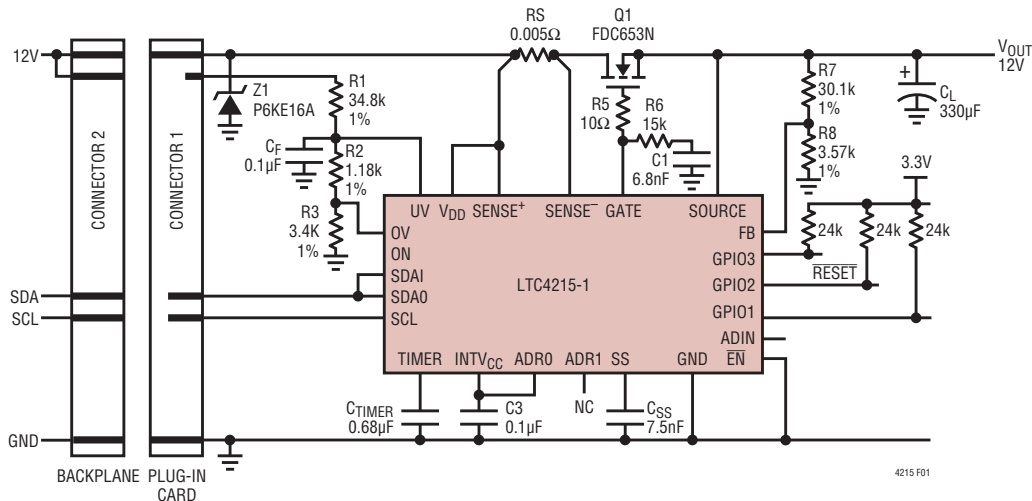 RS
0.005Ω
Q1
FDC653N
12V
VOUT
12V
Z1
P6KE16A
R1
34.8k
1%
R5
10Ω
R6
15k
R7
30.1k
1%
+
CL
330µF
CONNECTOR 2
CONNECTOR 1
CF
0.1µF
R2
1.18k
1%
C1
6.8nF
R8
3.57k
1%
3.3V
R3
3.4K
1%
UV
VDD
SENSE+
SENSE−
GATE
SOURCE
OV
ON
SDAI
SDA0
SCL
LTC4215-1
FB
GPIO3
GPIO2
GPIO1
ADIN
EN
24k
24k
24k
RESET
SDA
SCL
TIMER
INTVCC
ADR0
ADR1
SS
GND
CTIMER
0.68µF
C3
0.1µF
NC
CSS
7.5nF
GND
BACKPLANE
PLUG-IN
CARD
4215 F01